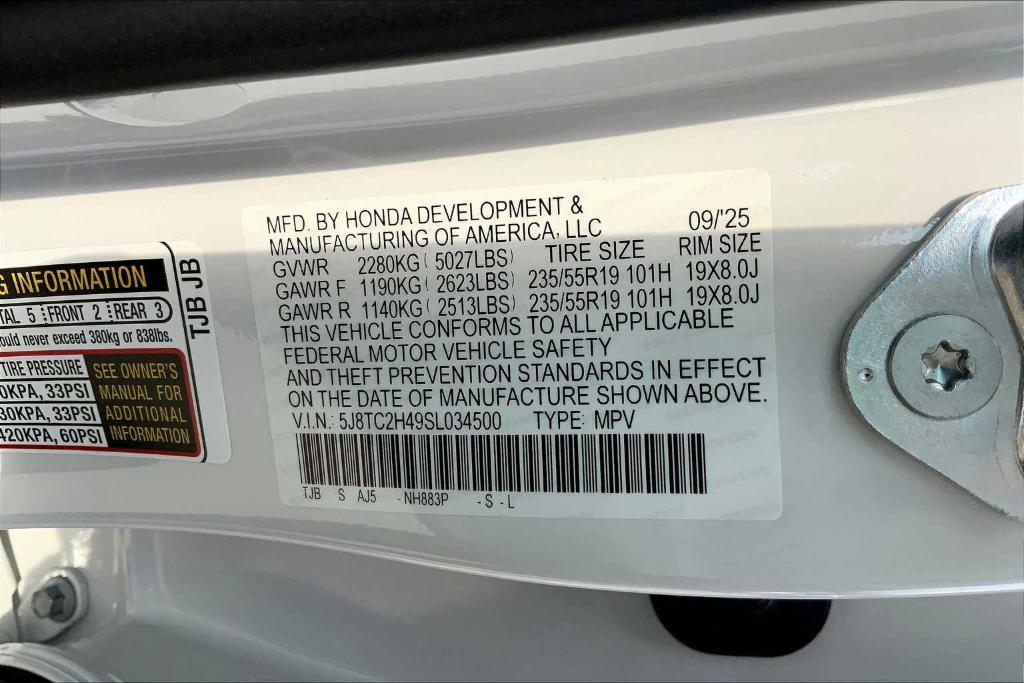 MFD. BY HONDA DEVELOPMENT &
MANUFACTURING OF AMERICA, LLC 09/'25
GVWR 2280KG ( 5027LBS) TIRE SIZE RIM SIZE
GAWR F 1190KG ( 2623LBS) 235/55R19 101H 19X8.0J
GAWR R 1140KG ( 2513LBS) 235/55R19 101H 19X8.0J
THIS VEHICLE CONFORMS TO ALL APPLICABLE
FEDERAL MOTOR VEHICLE SAFETY
AND THEFT PREVENTION STANDARDS IN EFFECT
ON THE DATE OF MANUFACTURE SHOWN ABOVE.
V.I.N.: 5J8TC2H49SL034500 TYPE: MPV
TJB S AJ5 -NH883P -S -L
G INFORMATION
TAL 5 FRONT 2 REAR 3
ould never exceed 380kg or 838lbs.
TIRE PRESSURE
0KPA, 33PSI
30KPA, 33PSI
420KPA, 60PSI
SEE OWNER'S
MANUAL FOR
ADDITIONAL
INFORMATION
TJB JB